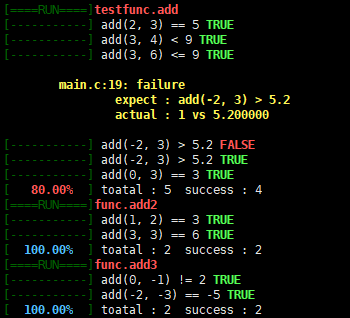 [====RUN====]testfunc.add
[-----------] add(2, 3) == 5 TRUE
[-----------] add(3, 4) < 9 TRUE
[-----------] add(3, 6) <= 9 TRUE
main.c:19: failure
expect : add(-2, 3) > 5.2
actual : 1 vs 5.200000
[-----------] add(-2, 3) > 5.2 FALSE
[-----------] add(-2, 3) > 5.2 TRUE
[-----------] add(0, 3) == 3 TRUE
[ 80.00% ] toatal : 5 success : 4
[====RUN====]func.add2
[-----------] add(1, 2) == 3 TRUE
[-----------] add(3, 3) == 6 TRUE
[ 100.00% ] toatal : 2 success : 2
[====RUN====]func.add3
[-----------] add(0, -1) != 2 TRUE
[-----------] add(-2, -3) == -5 TRUE
[ 100.00% ] toatal : 2 success : 2